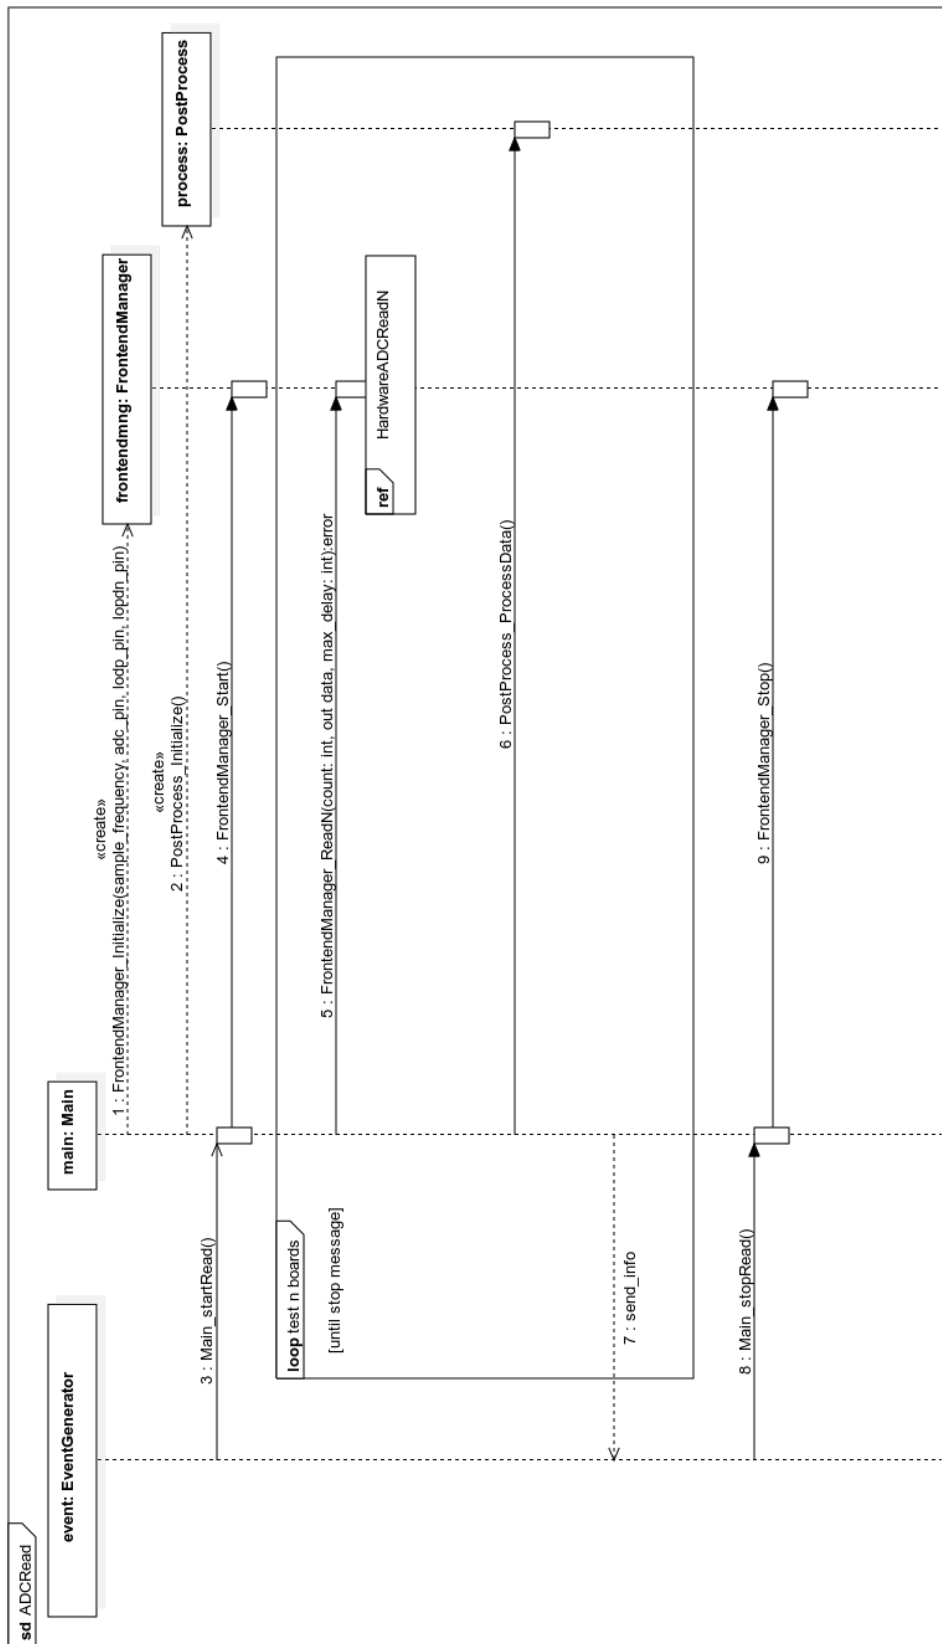 sd ADCRead
event: EventGenerator
main: Main
frontendmng: FrontendManager
process: PostProcess
«create»
1 : FrontendManager_Initialize(sample_frequency, adc_pin, lodp_pin, lopdn_pin)
«create»
2 : PostProcess_Initialize()
3 : Main_startRead()
4 : FrontendManager_Start()
loop test n boards
[until stop message]
5 : FrontendManager_ReadN(count: int, out data, max_delay: int):error
ref
HardwareADCReadN
6 : PostProcess_ProcessData()
7 : send_info
8 : Main_stopRead()
9 : FrontendManager_Stop()